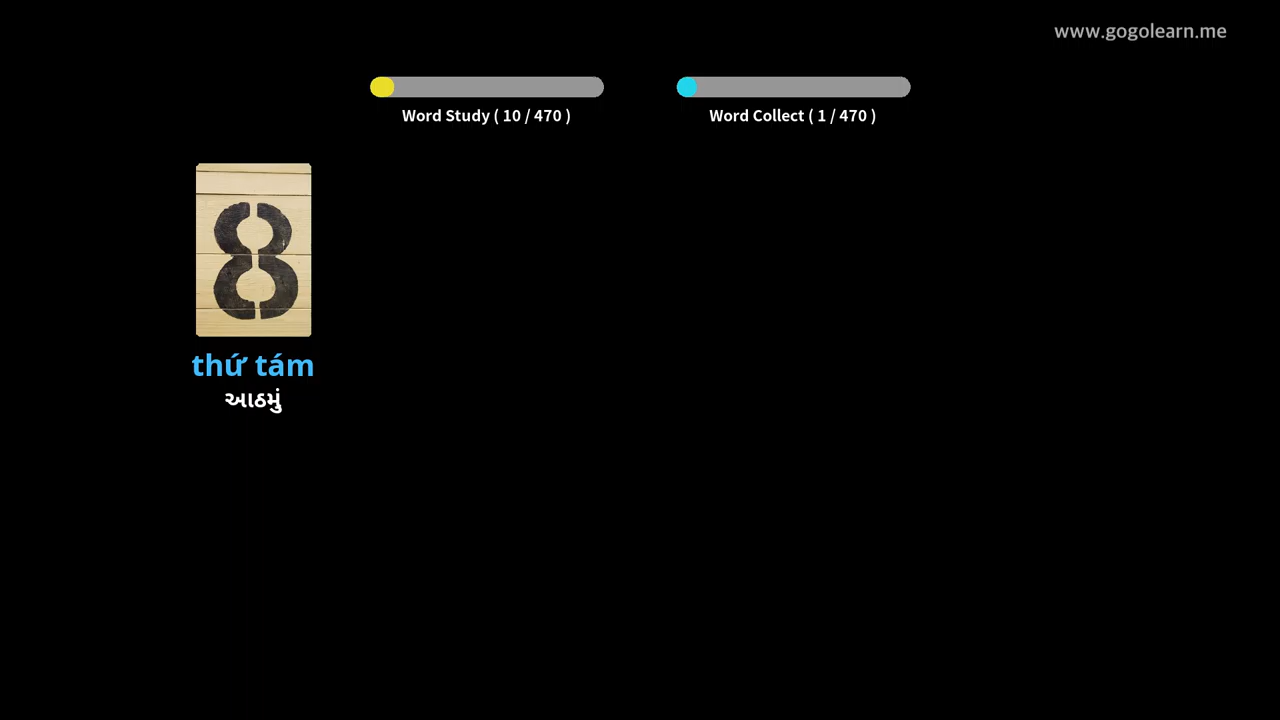 www.gogolearn.me
Word Study ( 10 / 470 )
Word Collect ( 1 / 470 )
8
thứ tám
આઠમું